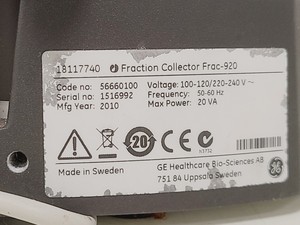 18117740 Fraction Collector Frac-920
Code no: 56660100 Voltage: 100-120/220-240 V ~
Serial no: 1516992 Frequency: 50-60 Hz
Mfg Year: 2010 Max Power: 20 VA
20 N N5712
GE Healthcare Bio-Sciences AB
Made in Sweden 751 84 Uppsala Sweden